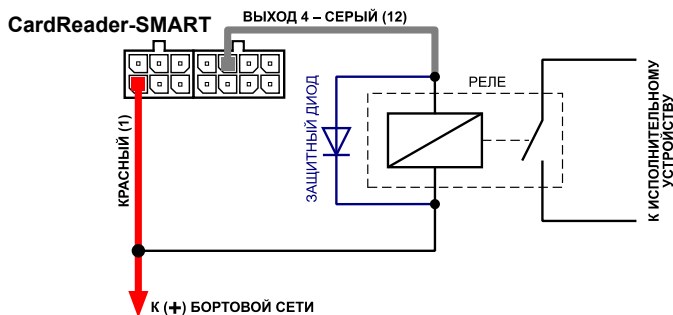 CardReader-SMART
ВЫХОД 4 – СЕРЫЙ (12)
КРАСНЫЙ (1)
ЗАЩИТНЫЙ ДИОД
РЕЛЕ
К ИСПОЛНИТЕЛЬНОМУ
УСТРОЙСТВУ
К (+) БОРТОВОЙ СЕТИ